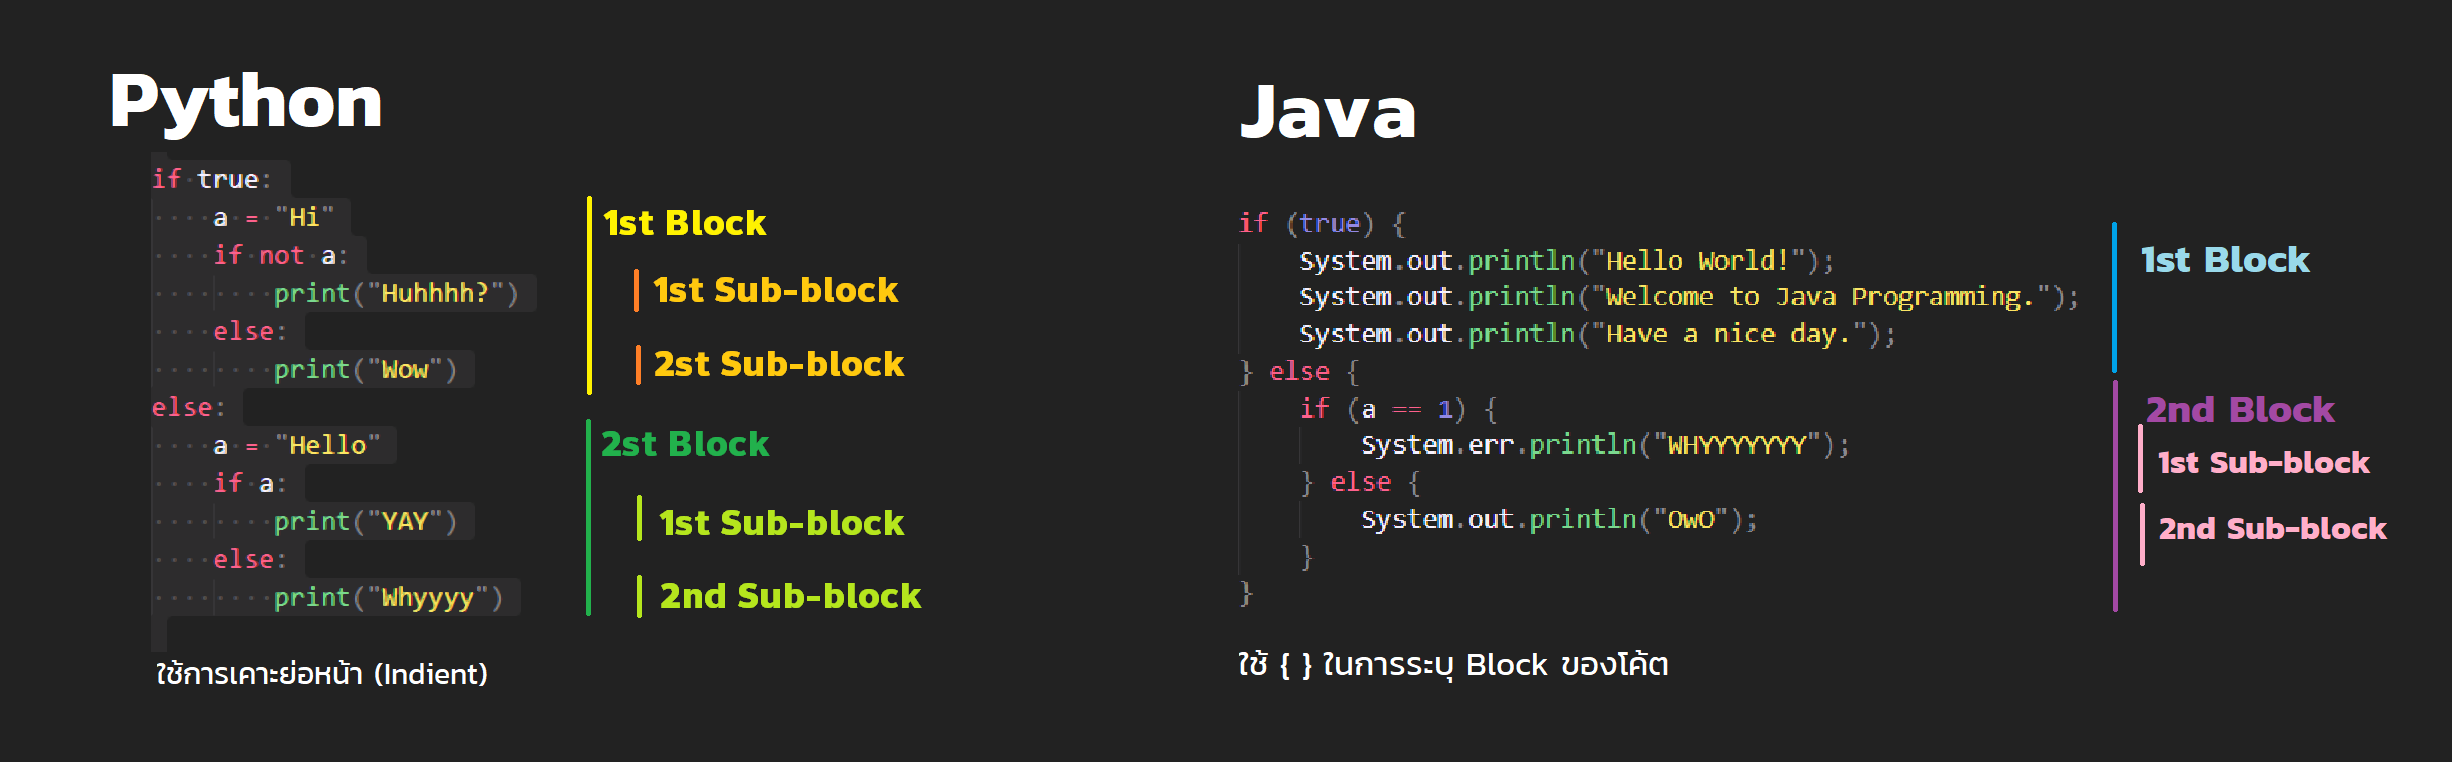 Python
if true:
    a = "Hi"
    if not a:
        print("Huhhhh?")
    else:
        print("Wow")
else:
    a = "Hello"
    if a:
        print("YAY")
    else:
        print("Whyyyy")
1st Block
1st Sub-block
2st Sub-block
2st Block
1st Sub-block
2nd Sub-block
ใช้การเคาะย่อหน้า (Indient)
Java
if (true) {
    System.out.println("Hello World!");
    System.out.println("Welcome to Java Programming.");
    System.out.println("Have a nice day.");
} else {
    if (a == 1) {
        System.err.println("WHYYYYYYY");
    } else {
        System.out.println("OwO");
    }
}
1st Block
2nd Block
1st Sub-block
2nd Sub-block
ใช้ { } ในการระบุ Block ของโค้ต